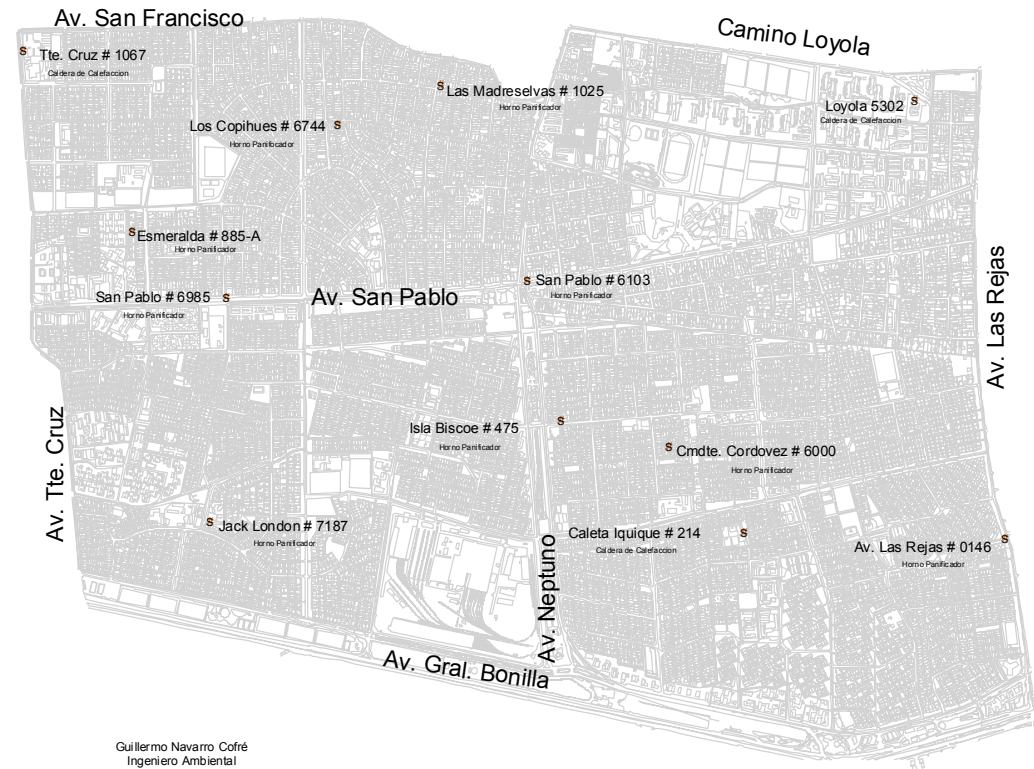 Av. San Francisco
Camino Loyola
Tte. Cruz # 1067
Caldera de Calefaccion
Las Madreselvas # 1025
Horno Panificador
Loyola 5302
Caldera de Calefaccion
Los Copihues # 6744
Horno Panificador
Esmeralda # 885-A
Horno Panificador
San Pablo # 6103
Horno Panificador
San Pablo # 6985
Horno Panificador
Av. San Pablo
Av. Las Rejas
Isla Biscoe # 475
Horno Panificador
Cmdte. Cordovez # 6000
Horno Panificador
Av. Tte. Cruz
Jack London # 7187
Horno Panificador
Caleta Iquique # 214
Caldera de Calefaccion
Av. Las Rejas # 0146
Horno Panificador
Av. Neptuno
Av. Gral. Bonilla
Guillermo Navarro Cofré
Ingeniero Ambiental